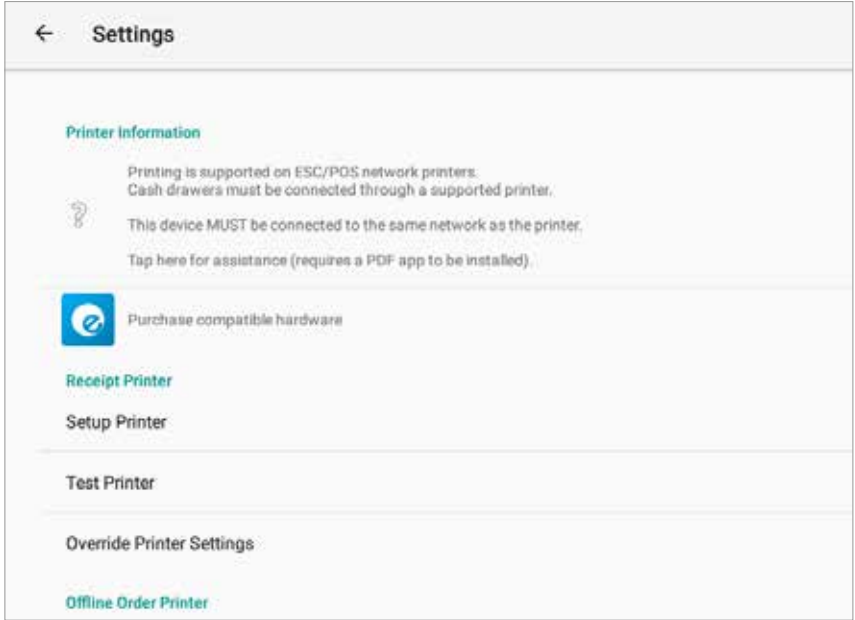 Settings
Printer Information
Printing is supported on ESC/POS network printers.
Cash drawers must be connected through a supported printer.
This device MUST be connected to the same network as the printer.
Tap here for assistance (requires a PDF app to be installed).
Purchase compatible hardware
Receipt Printer
Setup Printer
Test Printer
Override Printer Settings
Offline Order Printer